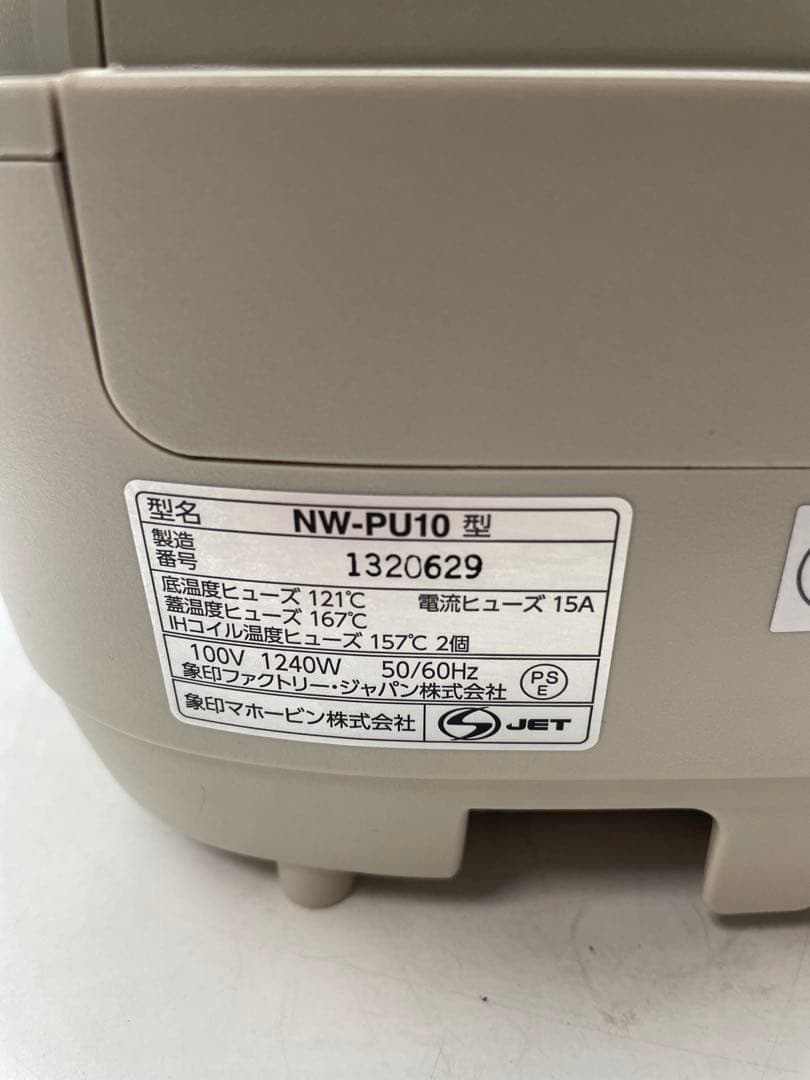 型名 NW-PU10 型
製造
番号 1320629
底温度ヒューズ 121℃ 電流ヒューズ 15A
蓋温度ヒューズ 167℃
IHコイル温度ヒューズ 157℃ 2個
100V 1240W 50/60Hz
象印ファクトリー・ジャパン株式会社
PS
E
象印マホービン株式会社 JET